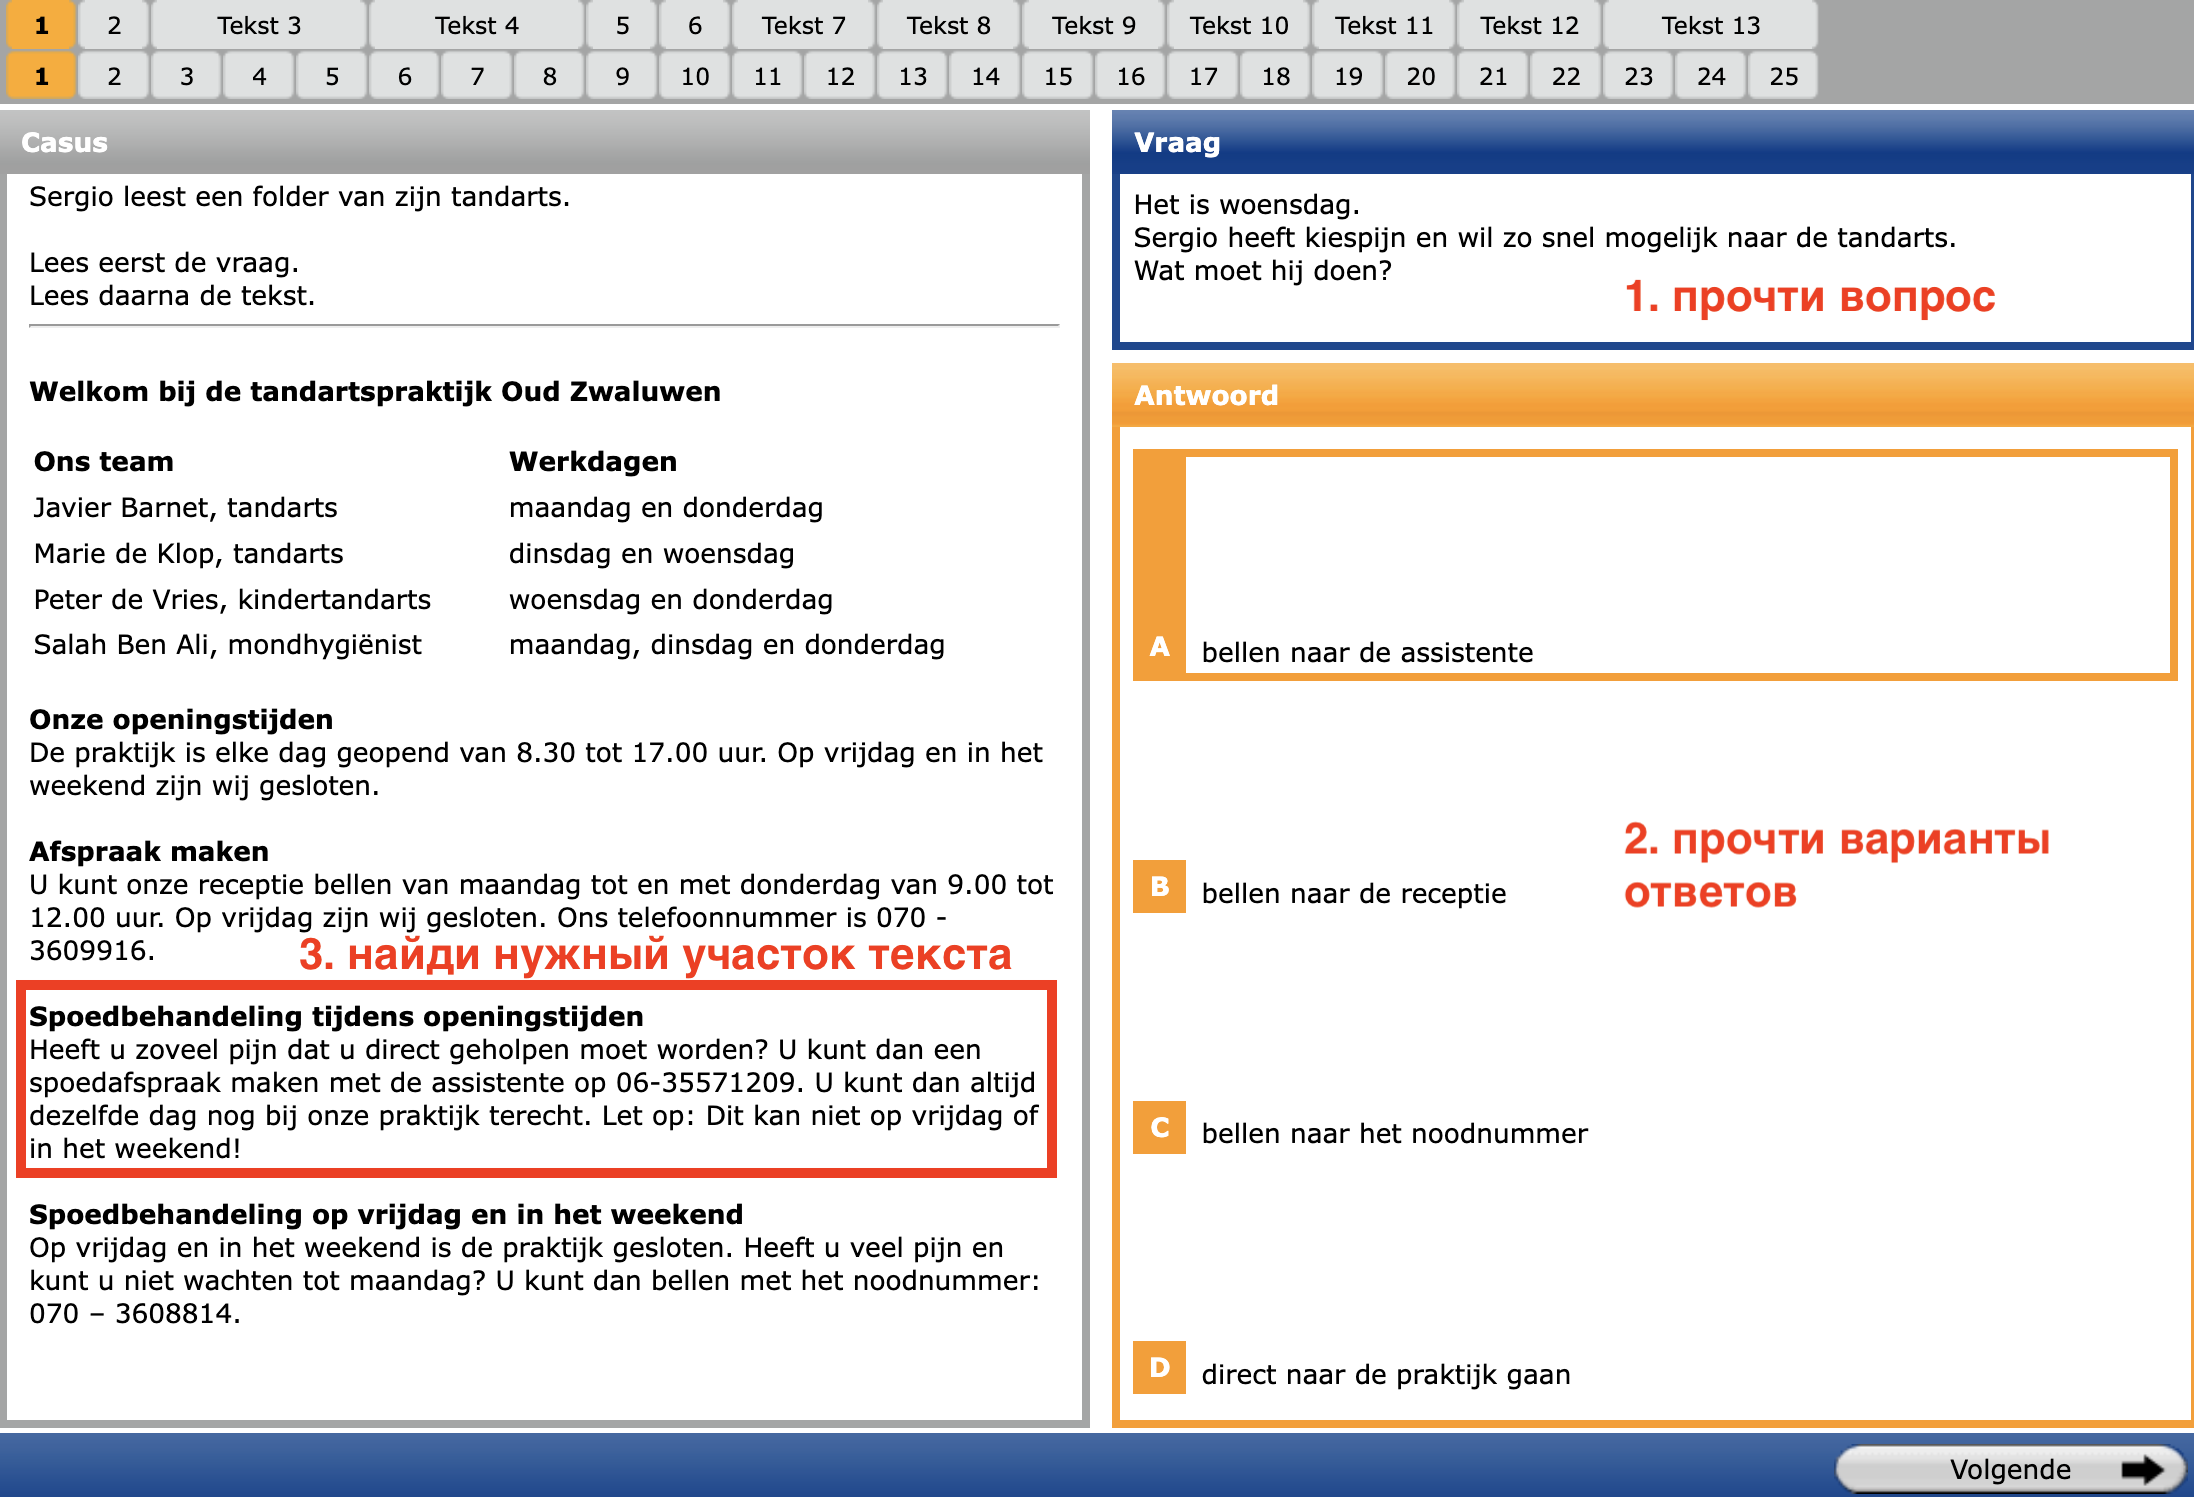 1 2 Tekst 3 Tekst 4 5 6 Tekst 7 Tekst 8 Tekst 9 Tekst 10 Tekst 11 Tekst 12 Tekst 13
1 2 3 4 5 6 7 8 9 10 11 12 13 14 15 16 17 18 19 20 21 22 23 24 25
Casus
Sergio leest een folder van zijn tandarts.
Lees eerst de vraag.
Lees daarna de tekst.
Welkom bij de tandartspraktijk Oud Zwaluwen
Ons team Werkdagen
Javier Barnet, tandarts maandag en donderdag
Marie de Klop, tandarts dinsdag en woensdag
Peter de Vries, kindertandarts woensdag en donderdag
Salah Ben Ali, mondhygiënist maandag, dinsdag en donderdag
Onze openingstijden
De praktijk is elke dag geopend van 8.30 tot 17.00 uur. Op vrijdag en in het
weekend zijn wij gesloten.
Afspraak maken
U kunt onze receptie bellen van maandag tot en met donderdag van 9.00 tot
12.00 uur. Op vrijdag zijn wij gesloten. Ons telefoonnummer is 070 -
3609916.
3. найди нужный участок текста
Spoedbehandeling tijdens openingstijden
Heeft u zoveel pijn dat u direct geholpen moet worden? U kunt dan een
spoedafspraak maken met de assistente op 06-35571209. U kunt dan altijd
dezelfde dag nog bij onze praktijk terecht. Let op: Dit kan niet op vrijdag of
in het weekend!
Spoedbehandeling op vrijdag en in het weekend
Op vrijdag en in het weekend is de praktijk gesloten. Heeft u veel pijn en
kunt u niet wachten tot maandag? U kunt dan bellen met het noodnummer:
070 – 3608814.
Vraag
Het is woensdag.
Sergio heeft kiespijn en wil zo snel mogelijk naar de tandarts.
Wat moet hij doen?
1. прочти вопрос
Antwoord
A bellen naar de assistente
2. прочти варианты
ответов
B bellen naar de receptie
C bellen naar het noodnummer
D direct naar de praktijk gaan
Volgende